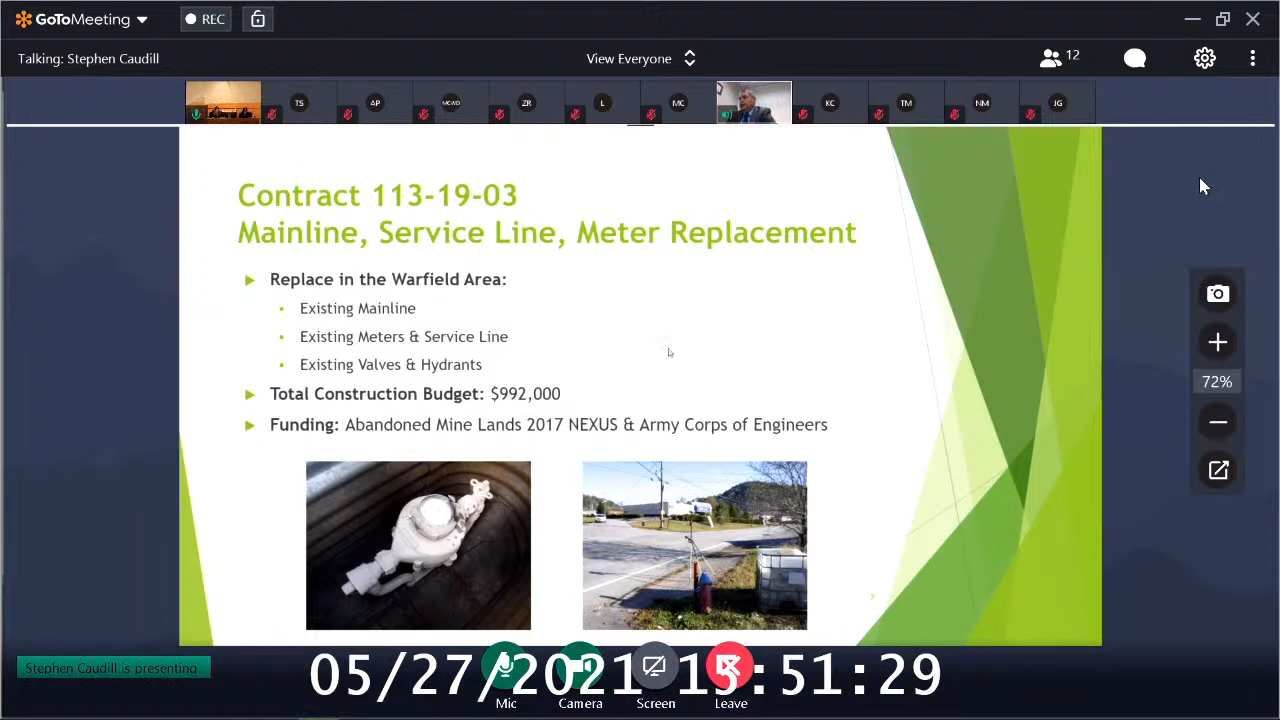 GoToMeeting
REC
Talking: Stephen Caudill
View Everyone
12
TS
AP
MCWD
ZR
L
MC
KC
TM
NM
JG
Contract 113-19-03
Mainline, Service Line, Meter Replacement
Replace in the Warfield Area:
Existing Mainline
Existing Meters & Service Line
Existing Valves & Hydrants
Total Construction Budget: $992,000
Funding: Abandoned Mine Lands 2017 NEXUS & Army Corps of Engineers
72%
7
Stephen Caudill is presenting
05/27/2021 15:51:29
Mic
Camera
Screen
Leave